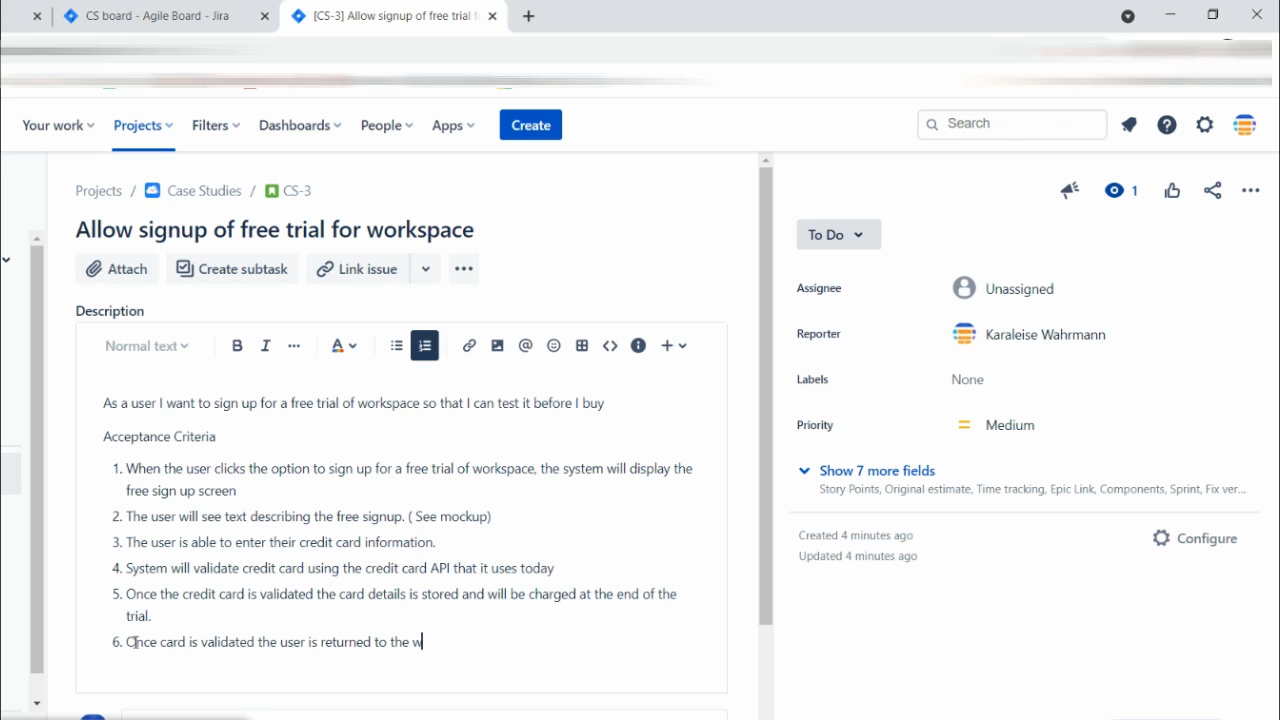 CS board - Agile Board - Jira
[CS-3] Allow signup of free trial f
Your work
Projects
Filters
Dashboards
People
Apps
Create
Search
Projects / Case Studies / CS-3
1
Allow signup of free trial for workspace
To Do
Attach
Create subtask
Link issue
Assignee
Unassigned
Description
Reporter
Karaleise Wahrmann
Normal text
B I A @ <>
Labels
None
As a user I want to sign up for a free trial of workspace so that I can test it before I buy
Priority
Medium
Acceptance Criteria
1. When the user clicks the option to sign up for a free trial of workspace, the system will display the
free sign up screen
Show 7 more fields
Story Points, Original estimate, Time tracking, Epic Link, Components, Sprint, Fix ver...
2. The user will see text describing the free signup. ( See mockup)
3. The user is able to enter their credit card information.
Created 4 minutes ago
Configure
Updated 4 minutes ago
4. System will validate credit card using the credit card API that it uses today
5. Once the credit card is validated the card details is stored and will be charged at the end of the
trial.
6. Once card is validated the user is returned to the w